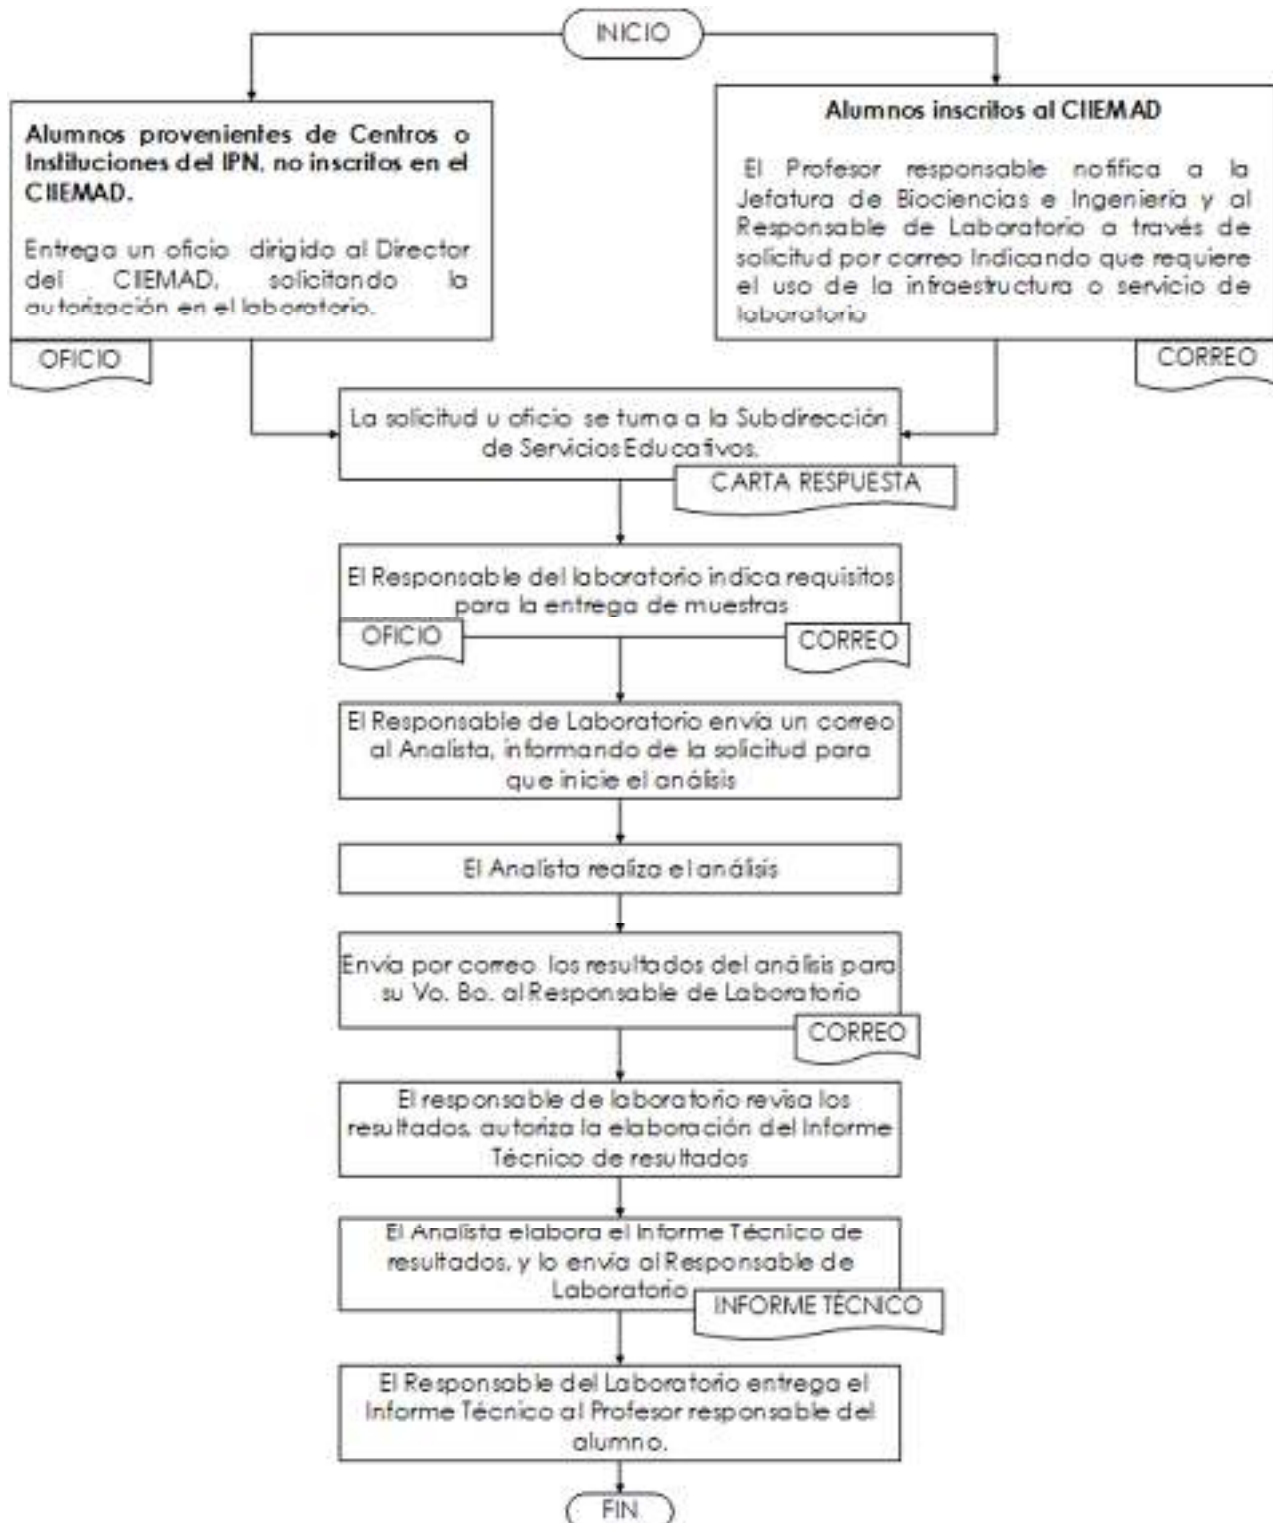 INICIO
Alumnos provenientes de Centros o
Instituciones del IPN, no inscritos en el
CIIEMAD.
Entrega un oficio dirigido al Director
del CIIEMAD, solicitando la
autorización en el laboratorio.
OFICIO
Alumnos inscritos al CIIEMAD
El Profesor responsable notifica a la
Jefatura de Biociencias e Ingeniería y al
Responsable de Laboratorio a través de
solicitud por correo Indicando que requiere
el uso de la infraestructura o servicio de
laboratorio
CORREO
La solicitud u oficio se turna a la Subdirección
de Servicios Educativos.
CARTA RESPUESTA
El Responsable del laboratorio indica requisitos
para la entrega de muestras
OFICIO
CORREO
El Responsable de Laboratorio envía un correo
al Analista, informando de la solicitud para
que inicie el análisis
El Analista realiza el análisis
Envía por correo los resultados del análisis para
su Vo. Bo. al Responsable de Laboratorio
CORREO
El responsable de laboratorio revisa los
resultados, autoriza la elaboración del Informe
Técnico de resultados
El Analista elabora el Informe Técnico de
resultados, y lo envía al Responsable de
Laboratorio
INFORME TÉCNICO
El Responsable del Laboratorio entrega el
Informe Técnico al Profesor responsable del
alumno.
FIN